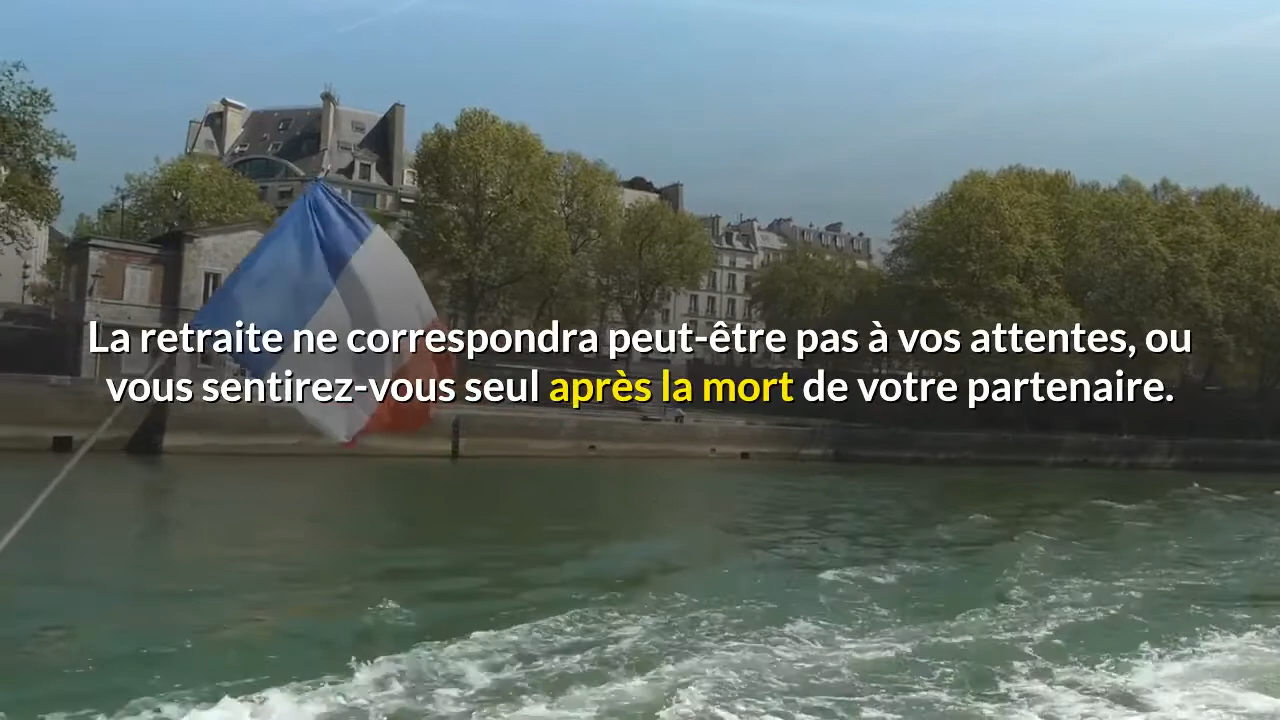 La retraite ne correspondra peut-être pas à vos attentes, ou
vous sentirez-vous seul après la mort de votre partenaire.